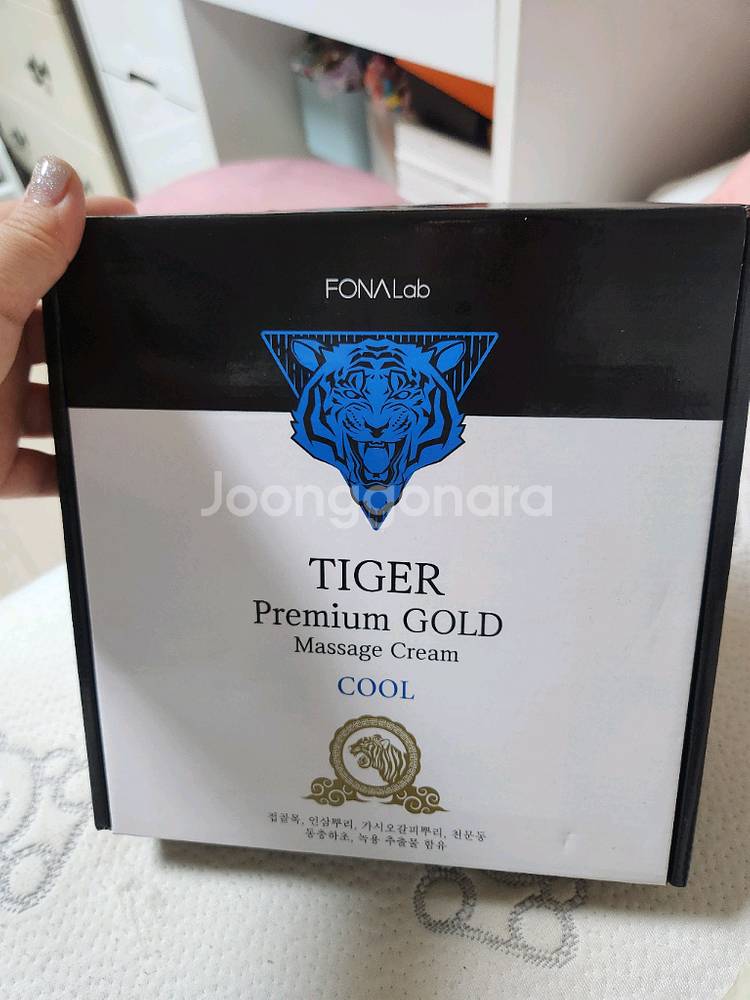 FONALab
Joonggonara
TIGER
Premium GOLD
Massage Cream
COOL
접골목, 인삼뿌리, 가시오갈피뿌리, 천문동
동충하초, 녹용 추출물 함유